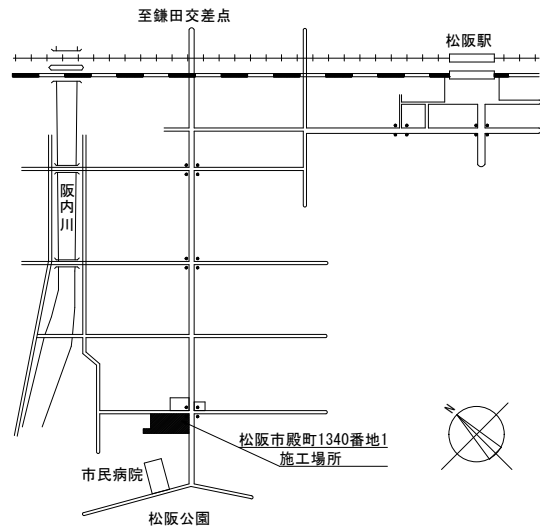 至鎌田交差点
松阪駅
阪内川
松阪市殿町1340番地1
施工場所
市民病院
松阪公園
N